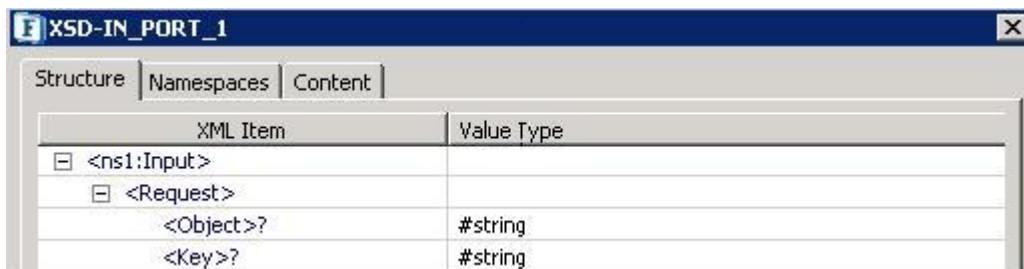 XSD-IN_PORT_1
Structure Namespaces Content
XML Item Value Type
<ns1:Input>
<Request>
<Object>? #string
<Key>? #string